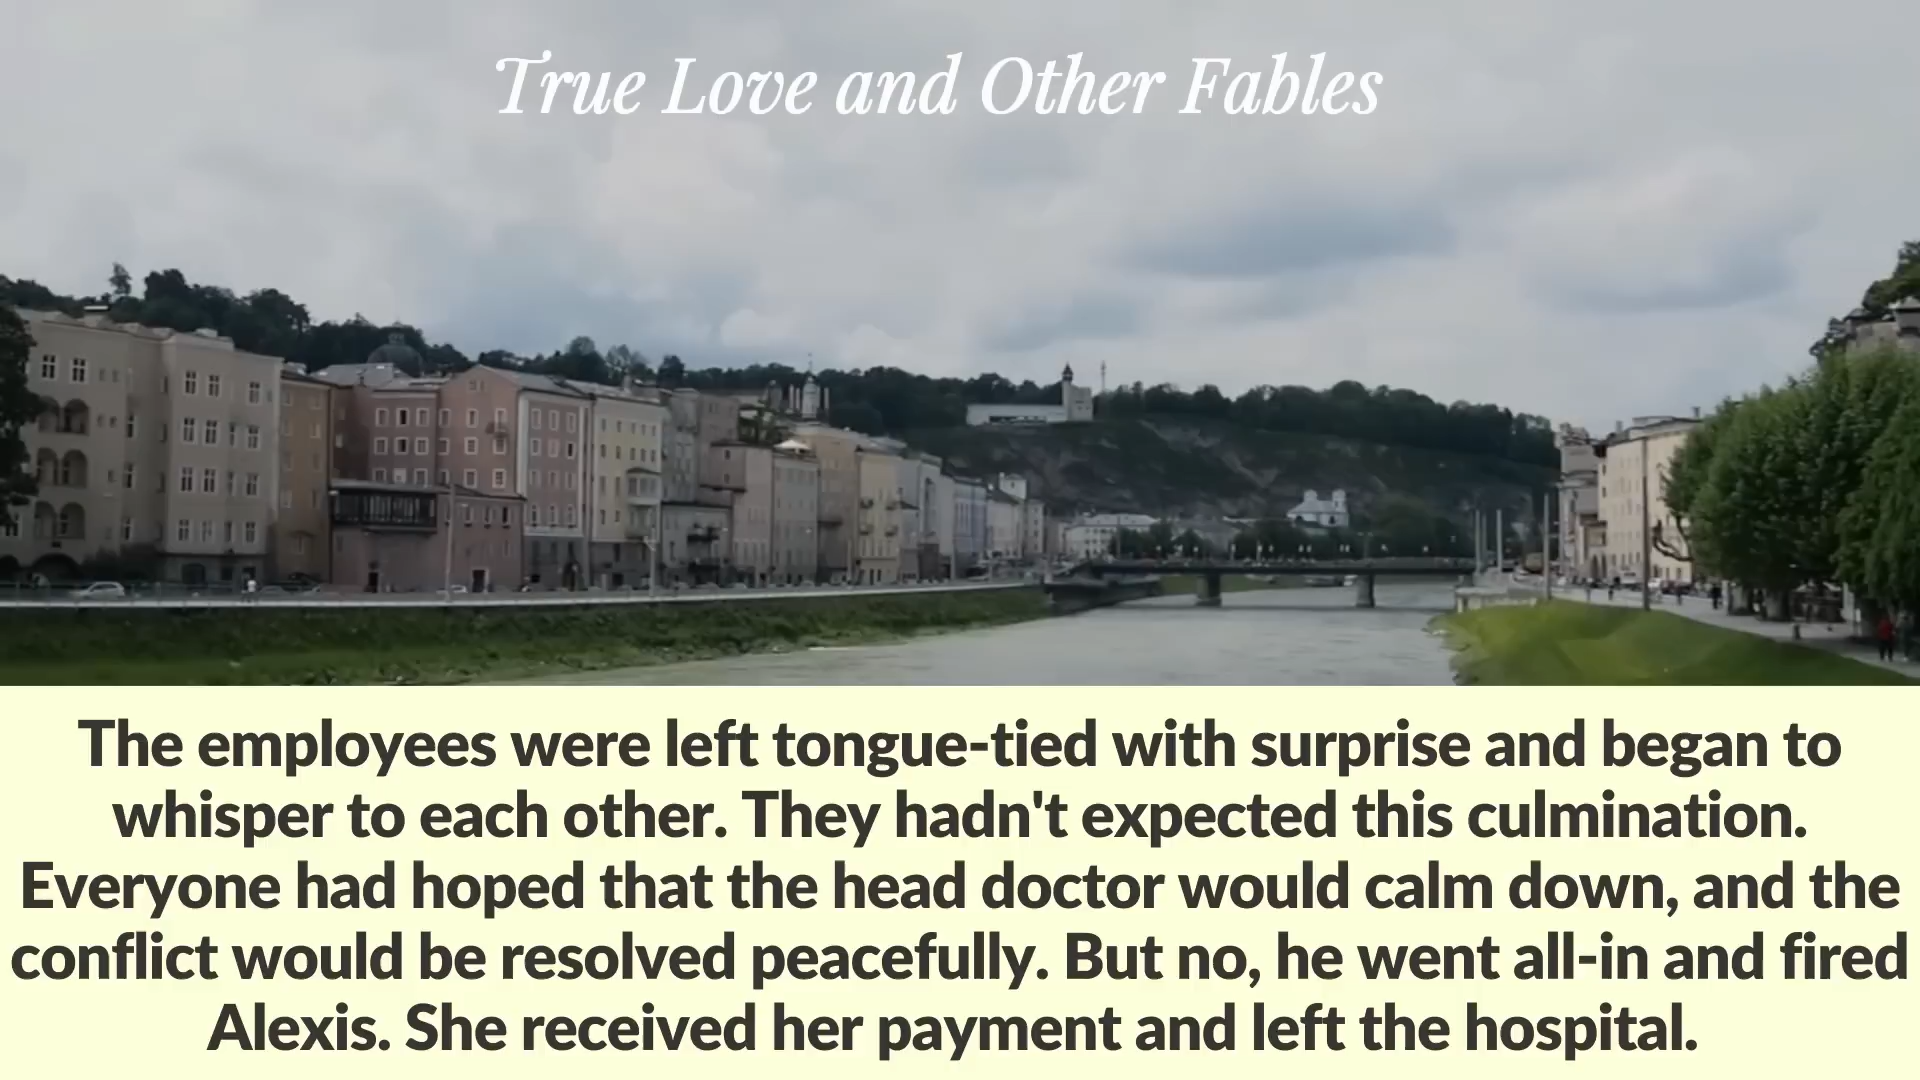 True Love and Other Fables
The employees were left tongue-tied with surprise and began to
whisper to each other. They hadn't expected this culmination.
Everyone had hoped that the head doctor would calm down, and the
conflict would be resolved peacefully. But no, he went all-in and fired
Alexis. She received her payment and left the hospital.